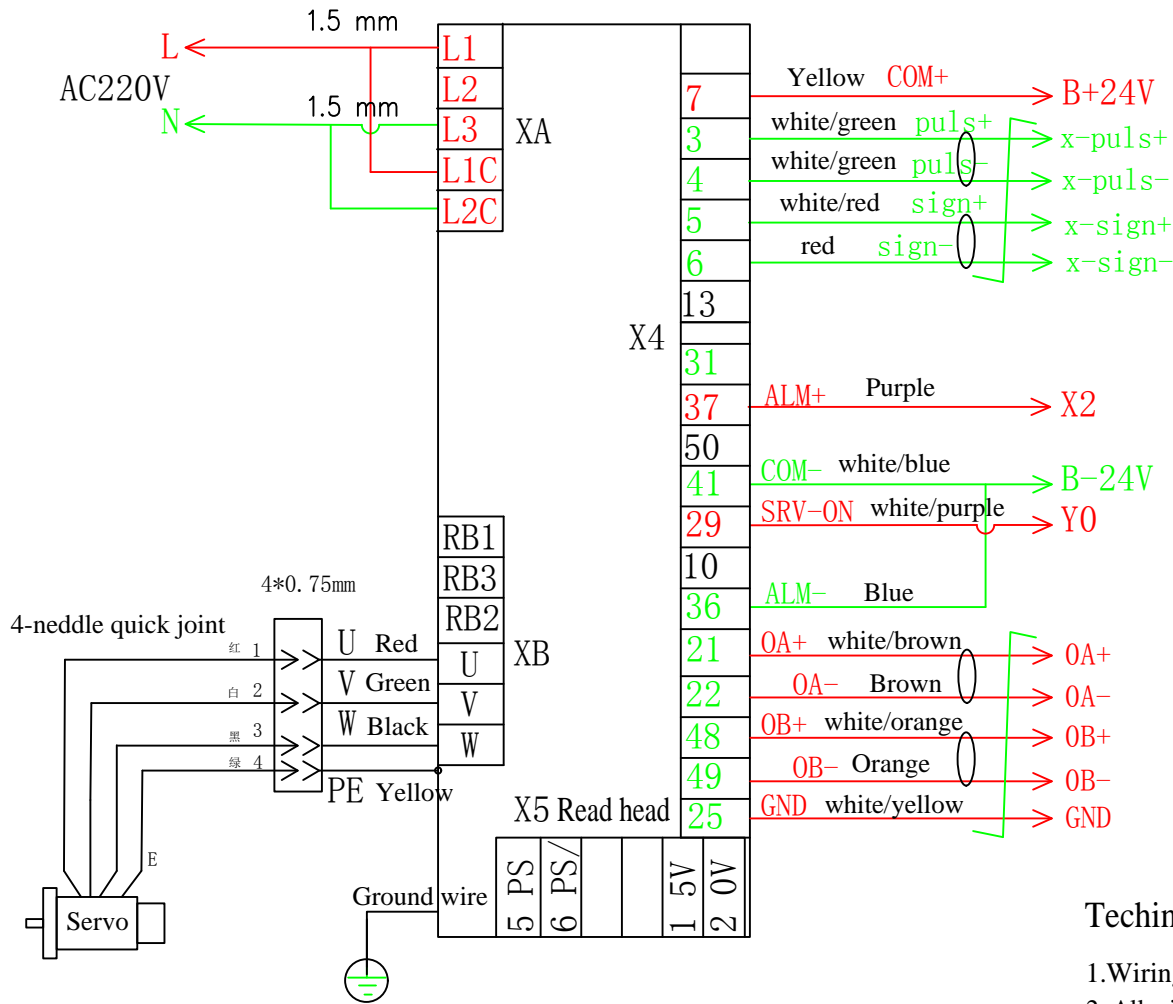 1.5 mm
L
L1
AC220V
L2
1.5 mm
N
L3
XA
L1C
L2C
7
Yellow COM+
B+24V
3
white/green puls+
x-puls+
4
white/green puls-
x-puls-
5
white/red sign+
x-sign+
6
red sign-
x-sign-
13
X4
31
37
ALM+ Purple
X2
50
41
COM- white/blue
B-24V
29
SRV-ON white/purple
Y0
10
36
ALM- Blue
RB1
RB3
RB2
XB
4*0.75mm
4-neddle quick joint
红 1
U Red
U
白 2
V Green
V
黑 3
W Black
W
绿 4
PE Yellow
E
Servo
Ground wire
21
OA+ white/brown
OA+
22
OA- Brown
OA-
48
OB+ white/orange
OB+
49
OB- Orange
OB-
X5 Read head
25
GND white/yellow
GND
5 PS
6 PS/
1 5V
2 0V
Techin
1.Wirin